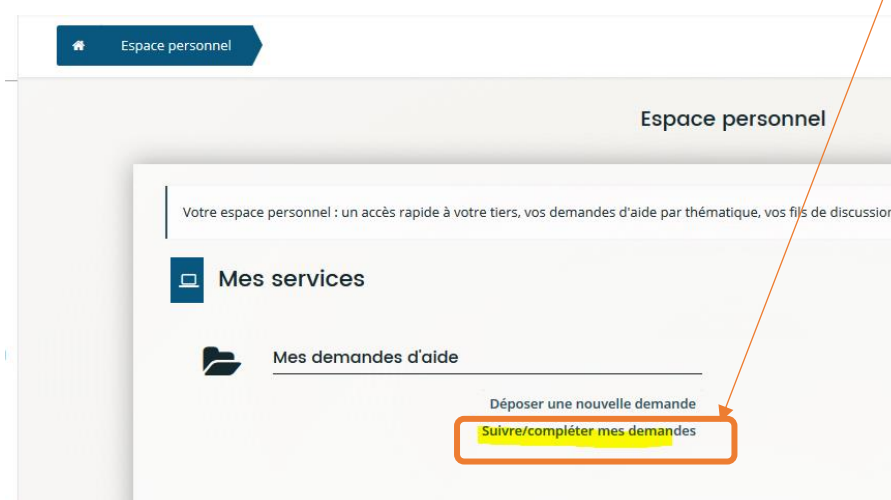 Espace personnel
Espace personnel
Votre espace personnel : un accès rapide à votre tiers, vos demandes d'aide par thématique, vos fils de discussion
Mes services
Mes demandes d'aide
Déposer une nouvelle demande
Suivre/compléter mes demandes